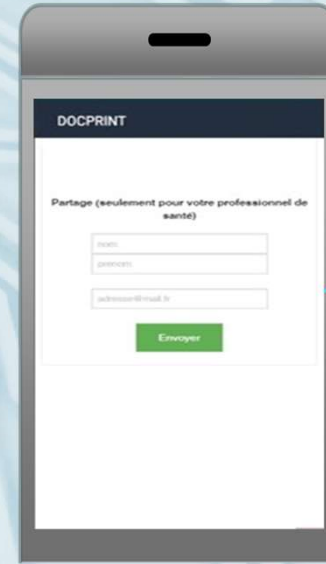 DOCPRINT
Partage (seulement pour votre professionnel de
santé)
nom
prenom
adresse@mail.fr
Envoyer